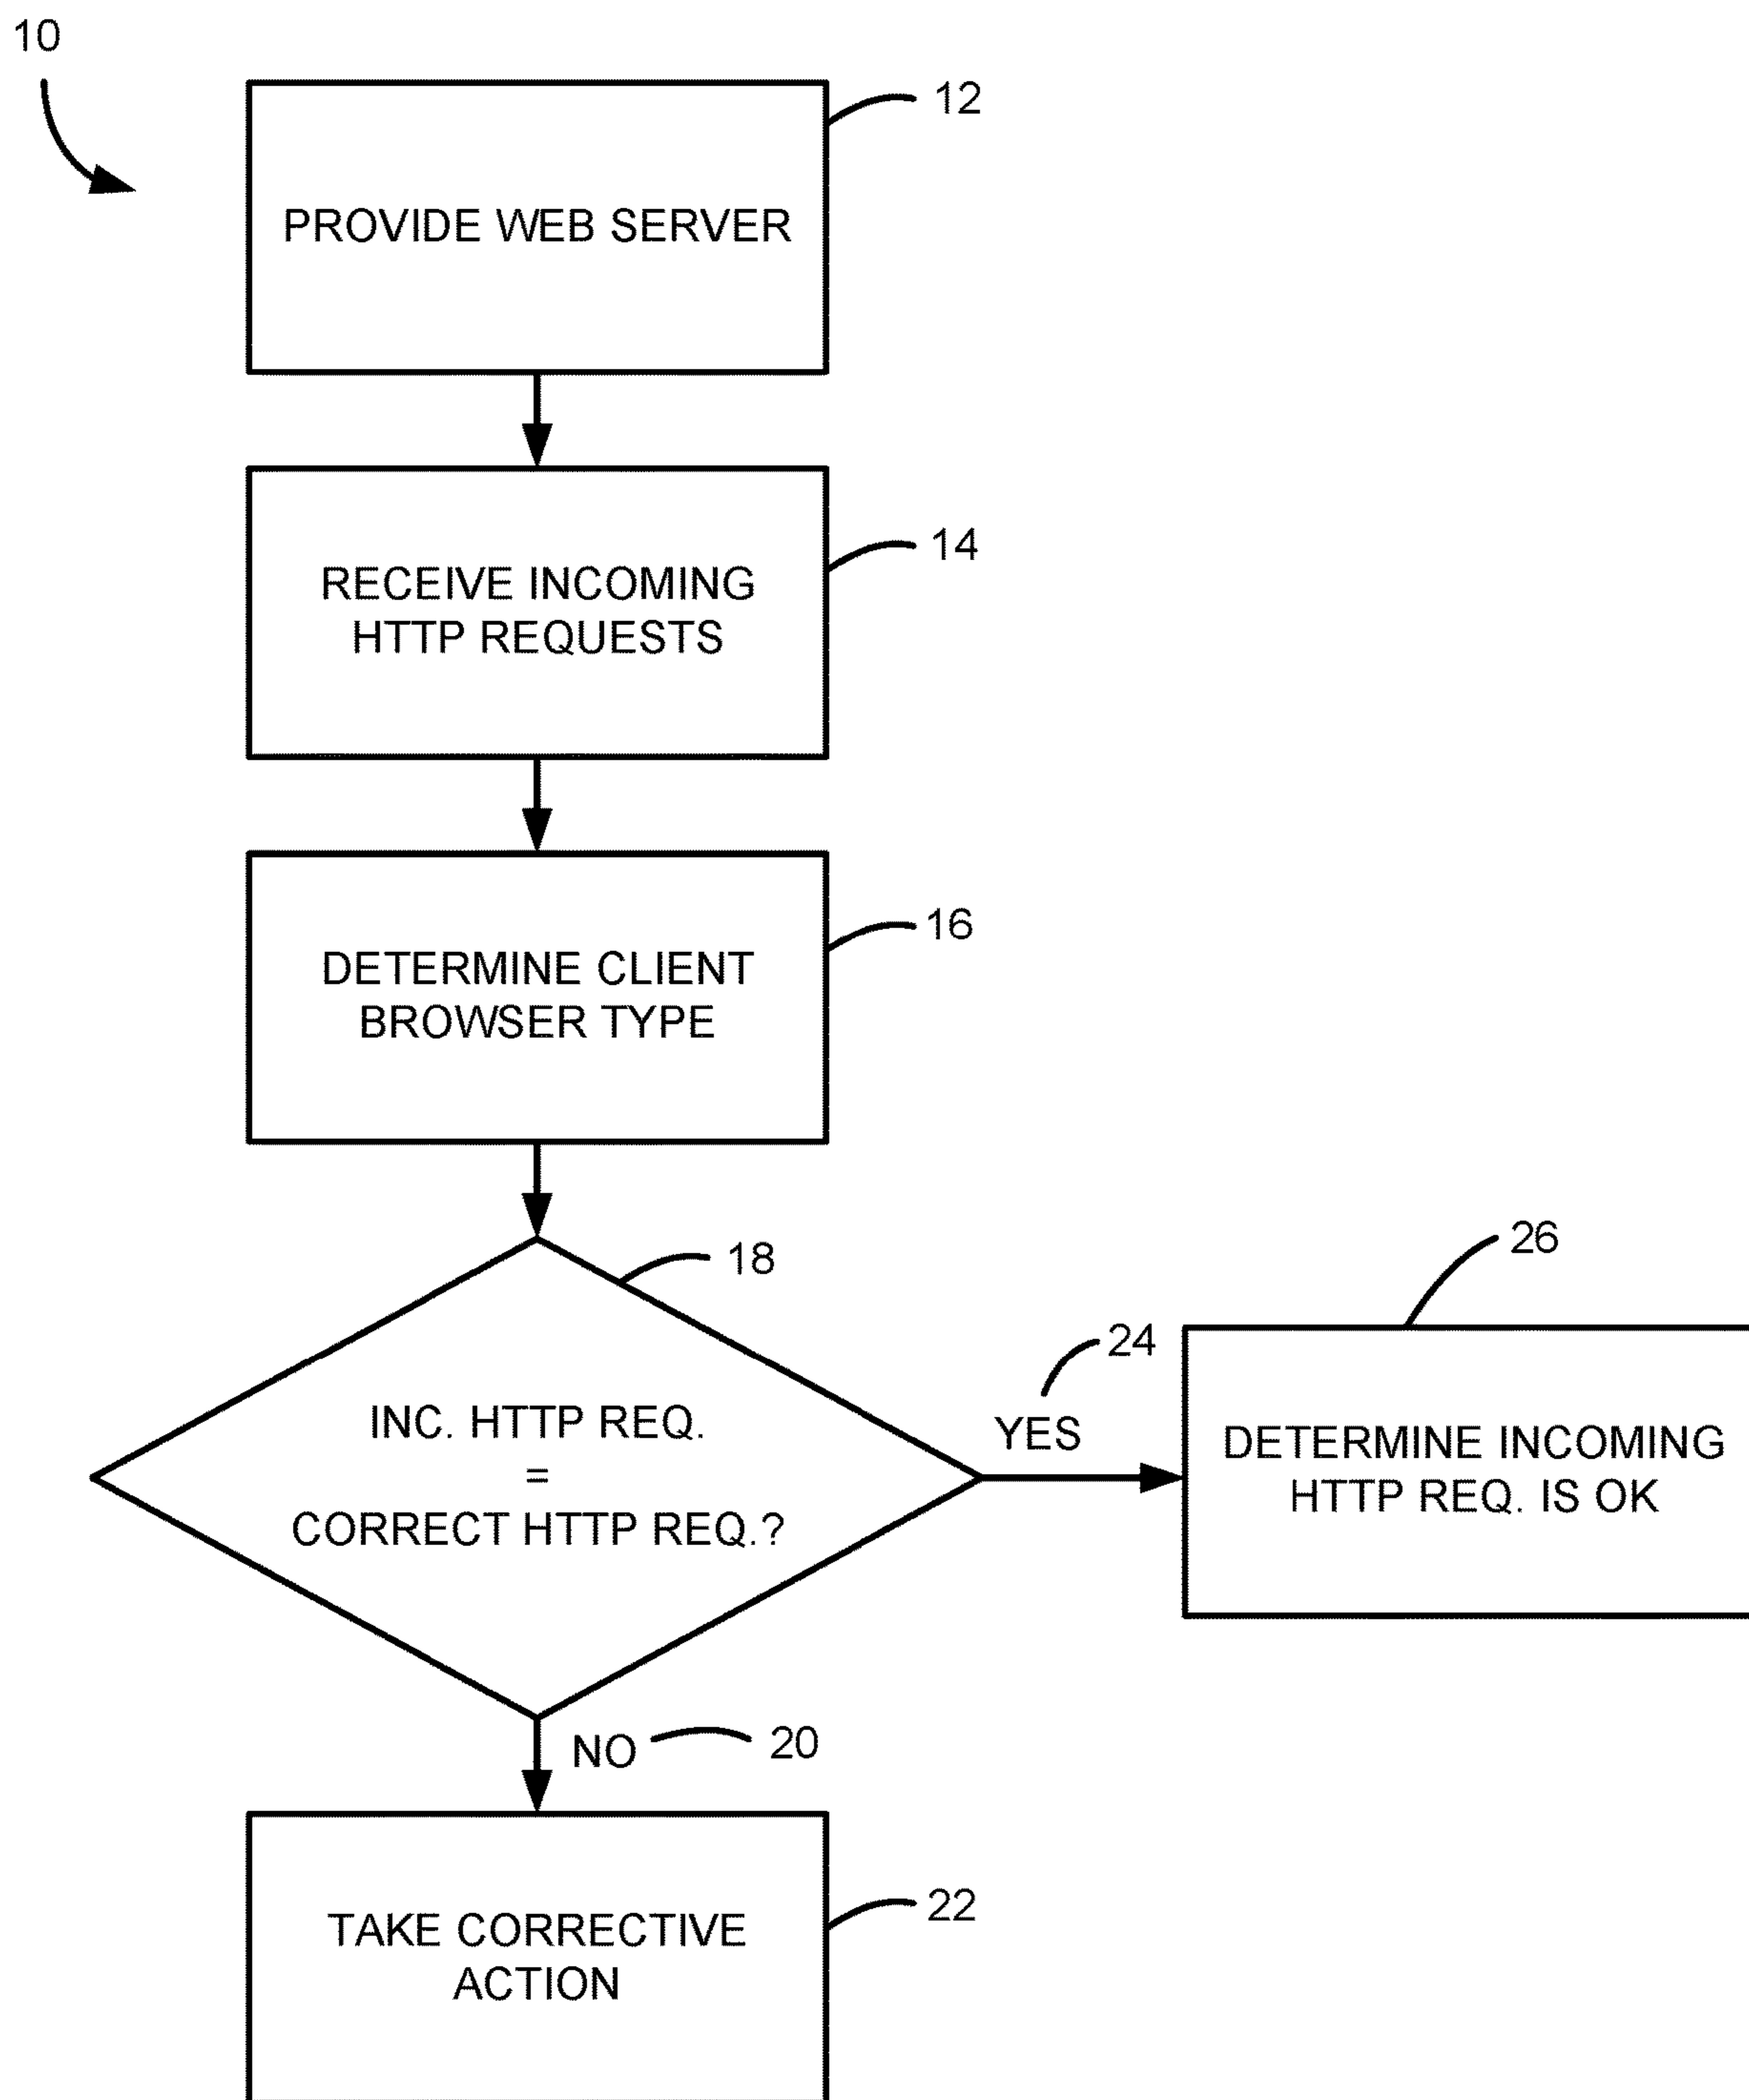 10
12
PROVIDE WEB SERVER
14
RECEIVE INCOMING
HTTP REQUESTS
16
DETERMINE CLIENT
BROWSER TYPE
18
INC. HTTP REQ.
=
CORRECT HTTP REQ.?
24
YES
26
DETERMINE INCOMING
HTTP REQ. IS OK
NO
20
22
TAKE CORRECTIVE
ACTION